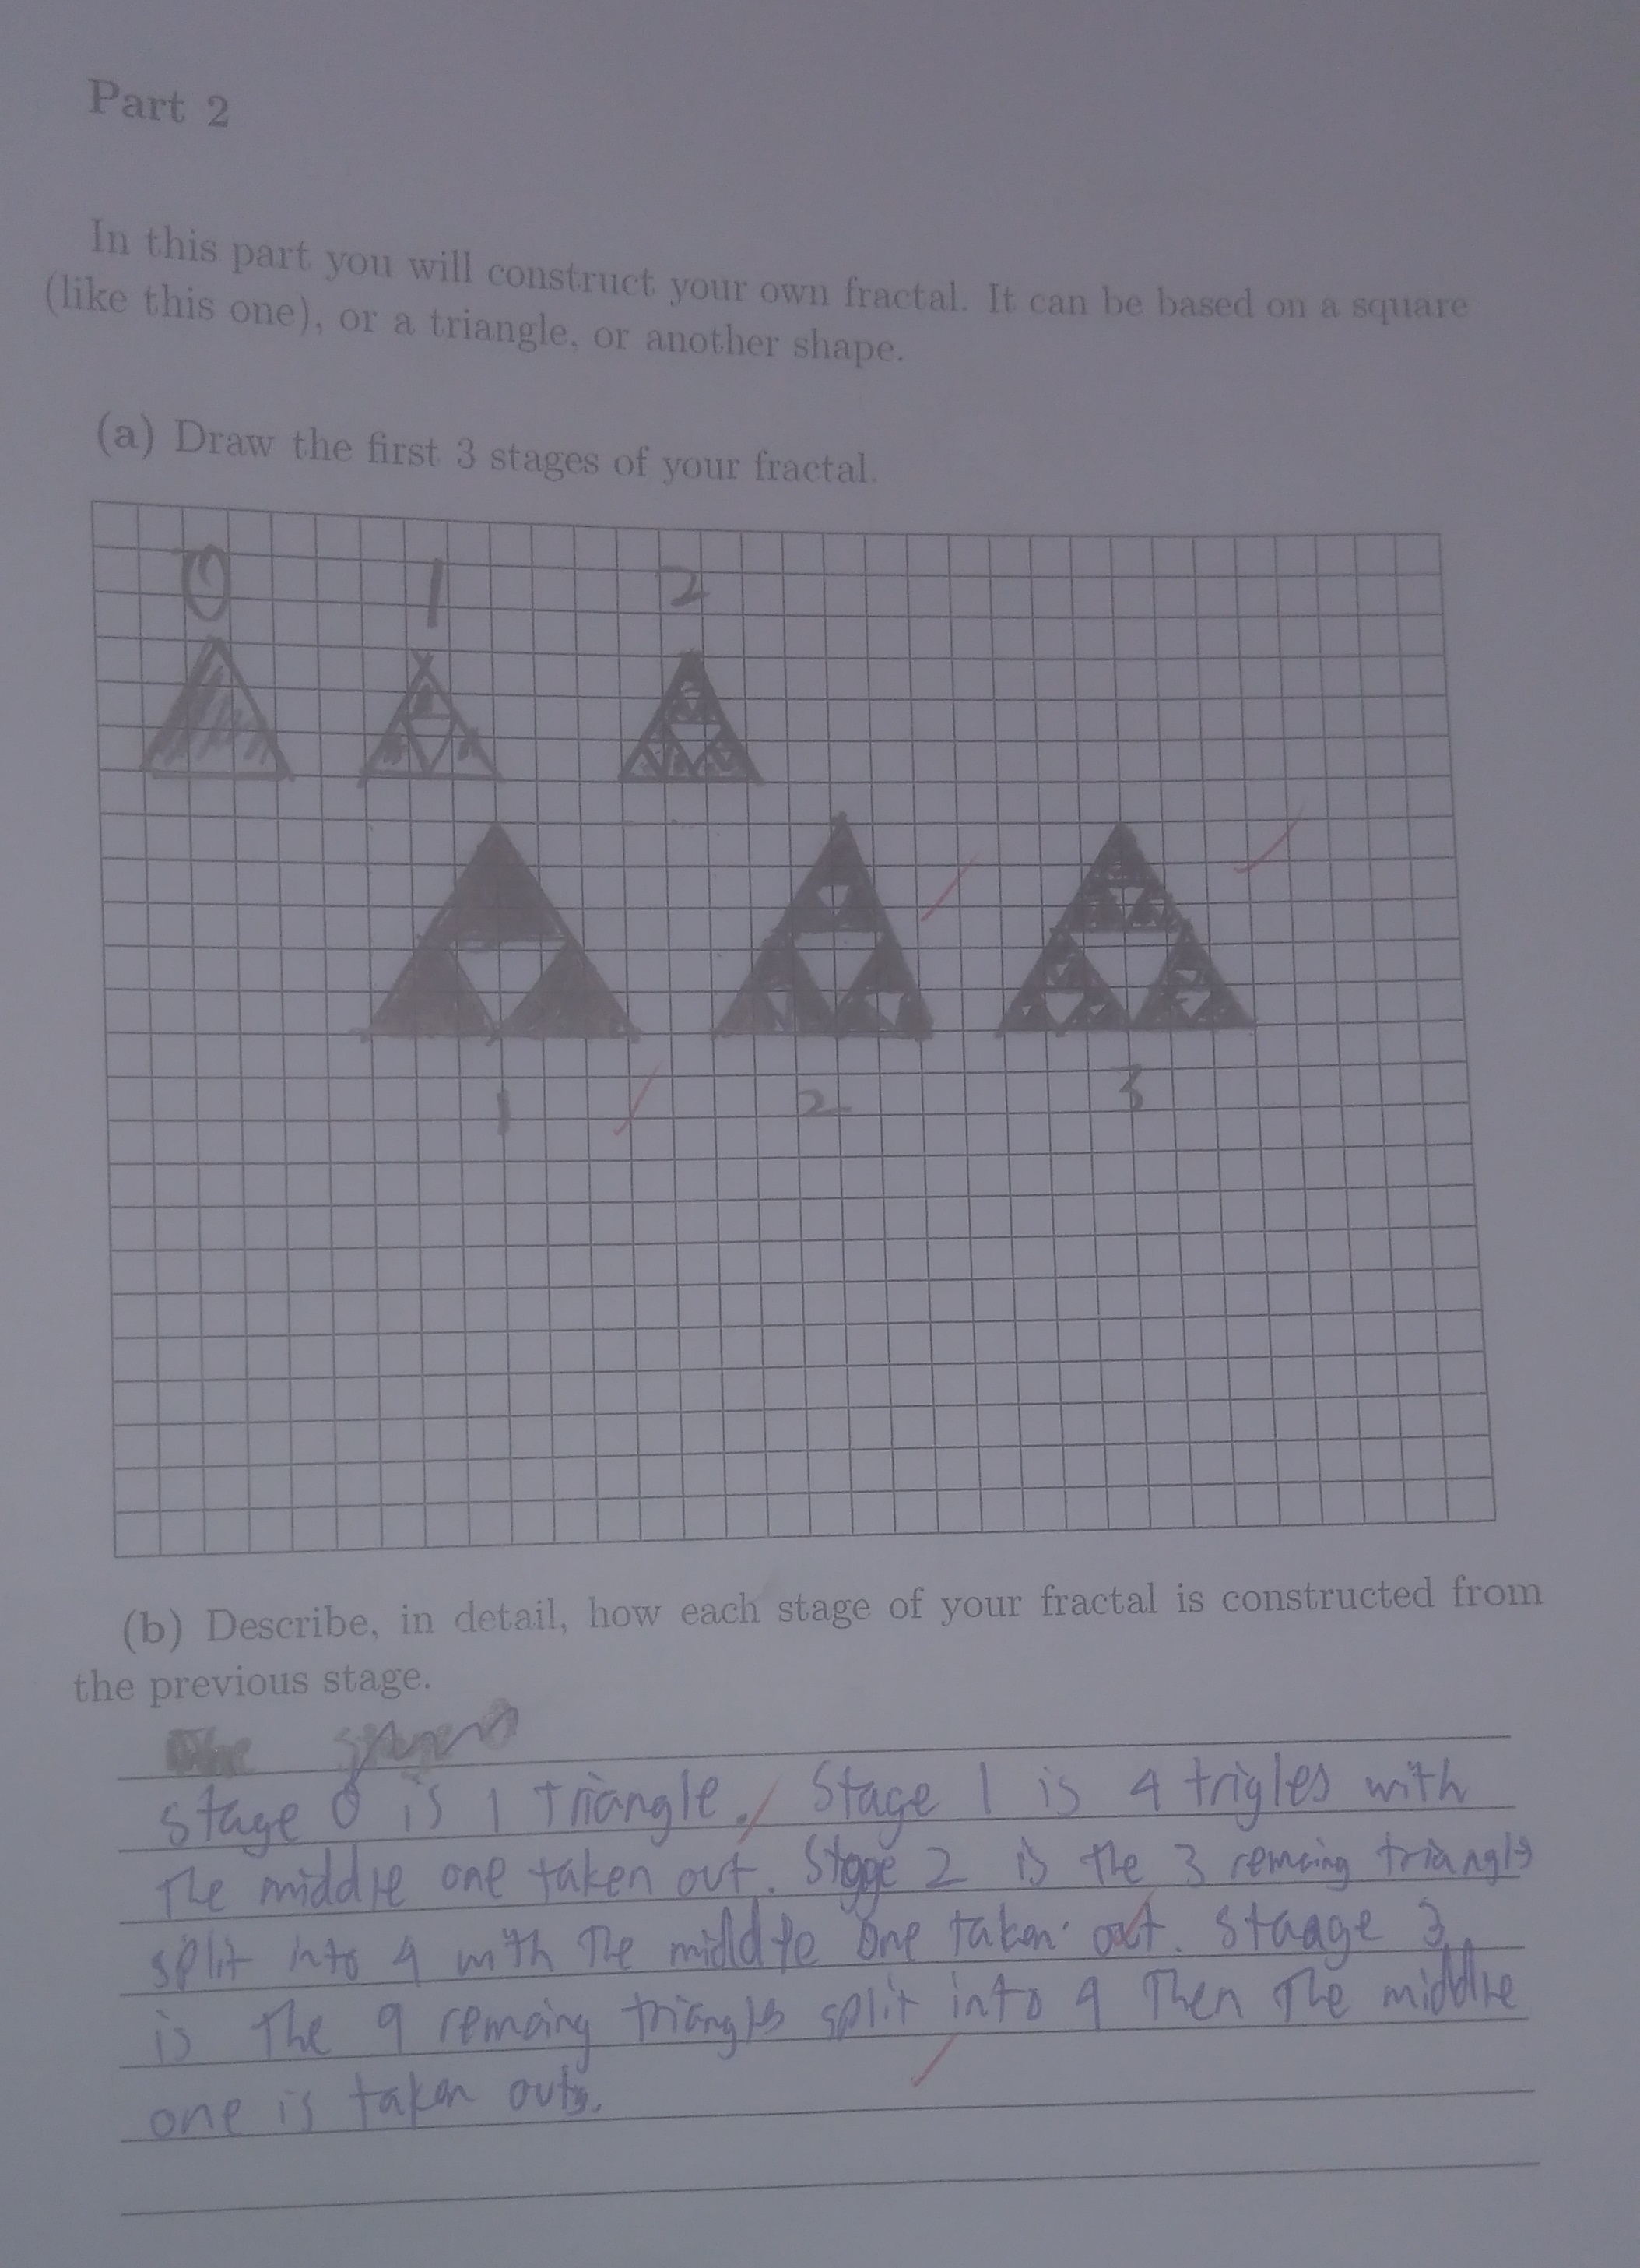 Part 2
In this part you will construct your own fractal. It can be based on a square
(like this one), or a triangle, or another shape.
(a) Draw the first 3 stages of your fractal.
0 1 2
1 2 3
(b) Describe, in detail, how each stage of your fractal is constructed from
the previous stage.
stage 0 is 1 triangle. Stage 1 is 4 trigles with
The middle one taken out. Stage 2 is the 3 remaing triangls
split into 4 with the middle one taken out. Staage 3
is the 9 remaing triangles split into 4 Then The middle
one is taken out.